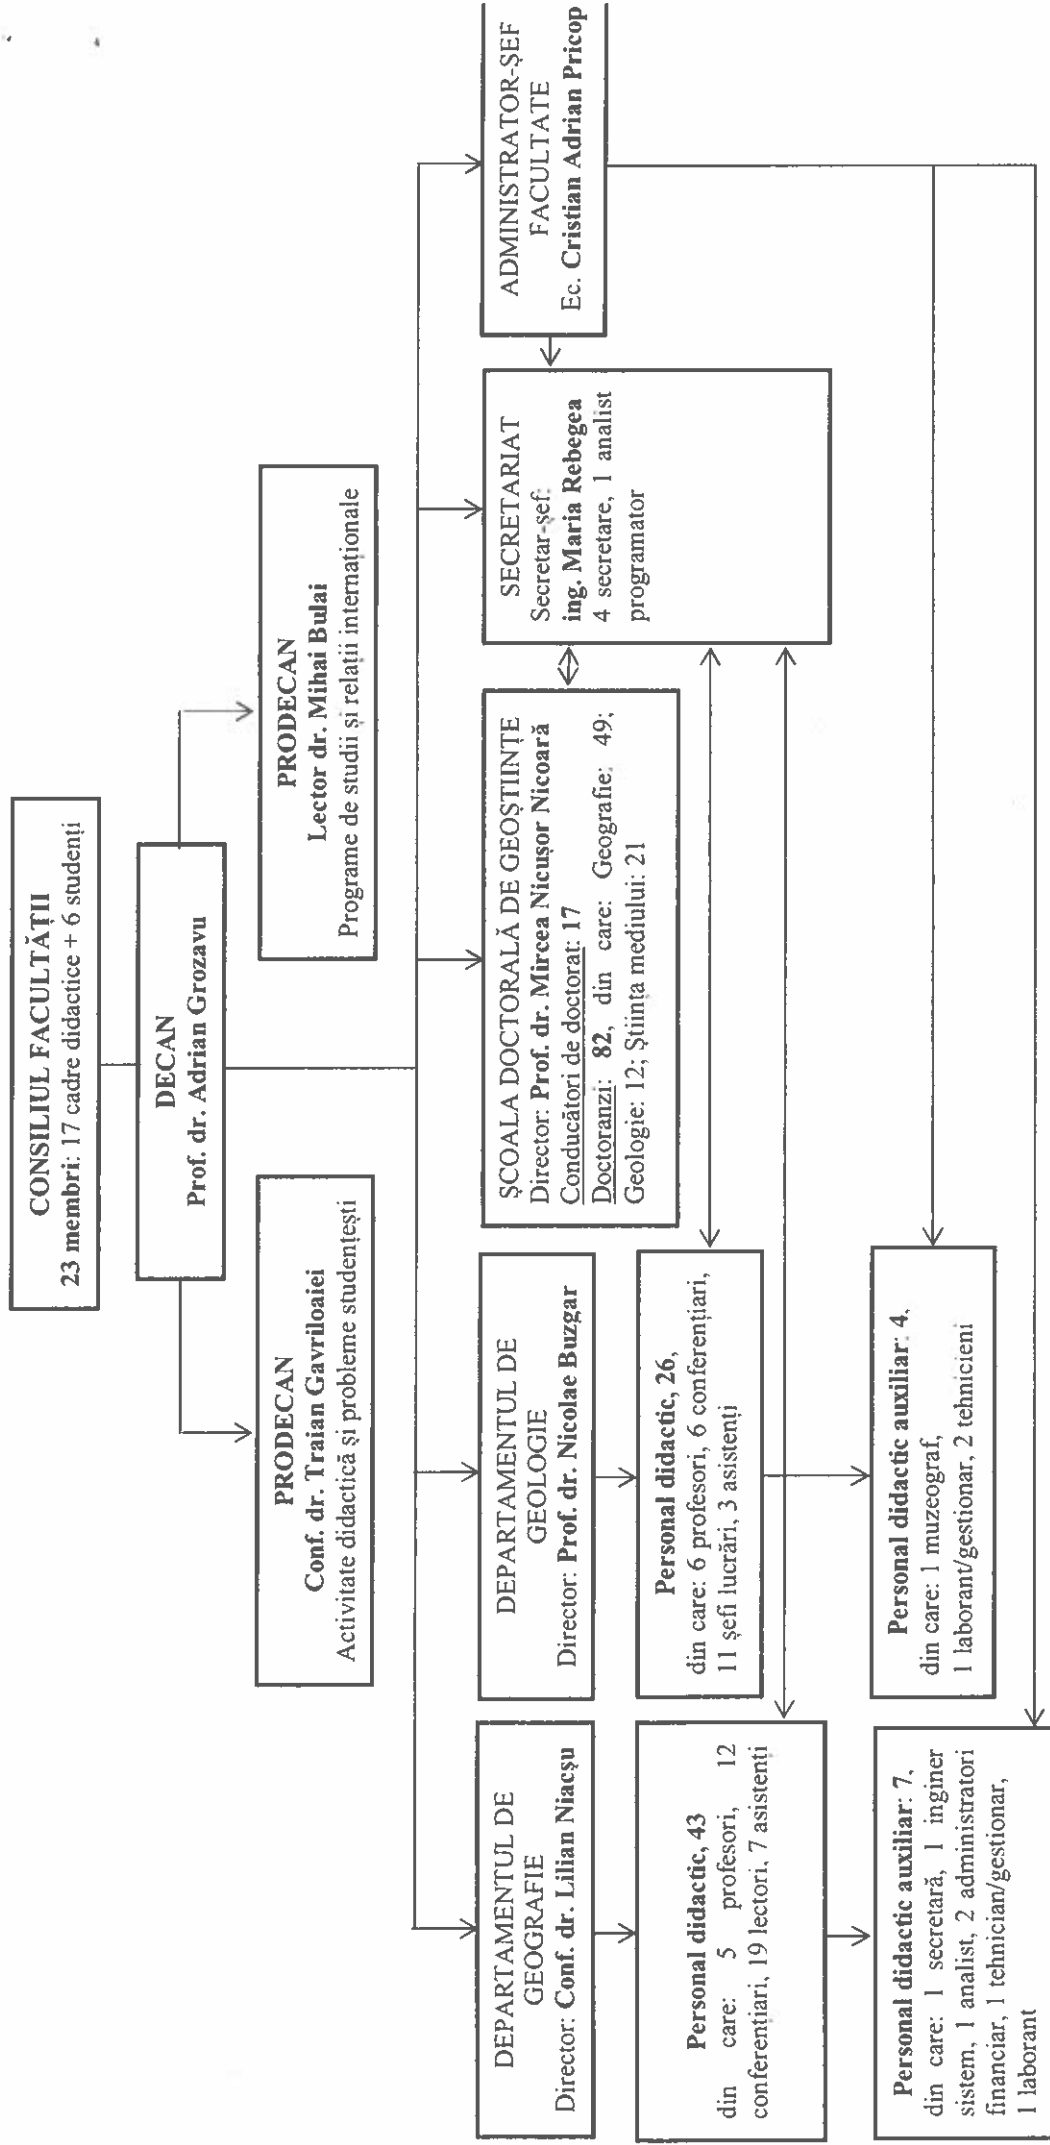 CONSILIUL FACULTĂȚII
23 membri: 17 cadre didactice + 6 studenți
DECAN
Prof. dr. Adrian Grozavu
PRODECAN
Conf. dr. Traian Gavriloaiei
Activitate didactică și probleme studențești
PRODECAN
Lector dr. Mihai Bulai
Programe de studii și relații internaționale
DEPARTAMENTUL DE
GEOGRAFIE
Director: Conf. dr. Lilian Niacșu
DEPARTAMENTUL DE
GEOLOGIE
Director: Prof. dr. Nicolae Buzgar
ȘCOALA DOCTORALĂ DE GEOȘTIINȚE
Director: Prof. dr. Mircea Nicușor Nicoară
Conducători de doctorat: 17
Doctoranzi: 82, din care: Geografie: 49;
Geologie: 12; Știința mediului: 21
SECRETARIAT
Secretar-șef:
ing. Maria Rebegea
4 secretare, 1 analist
programator
ADMINISTRATOR-ȘEF
FACULTATE
Ec. Cristian Adrian Pricop
Personal didactic, 43
din care: 5 profesori, 12
conferențiari, 19 lectori, 7 asistenți
Personal didactic, 26,
din care: 6 profesori, 6 conferențiari,
11 șefi lucrări, 3 asistenți
Personal didactic auxiliar: 7,
din care: 1 secretară, 1 inginer
sistem, 1 analist, 2 administratori
financiar, 1 tehnician/gestionar,
1 laborant
Personal didactic auxiliar: 4,
din care: 1 muzeograf,
1 laborant/gestionar, 2 tehnicieni